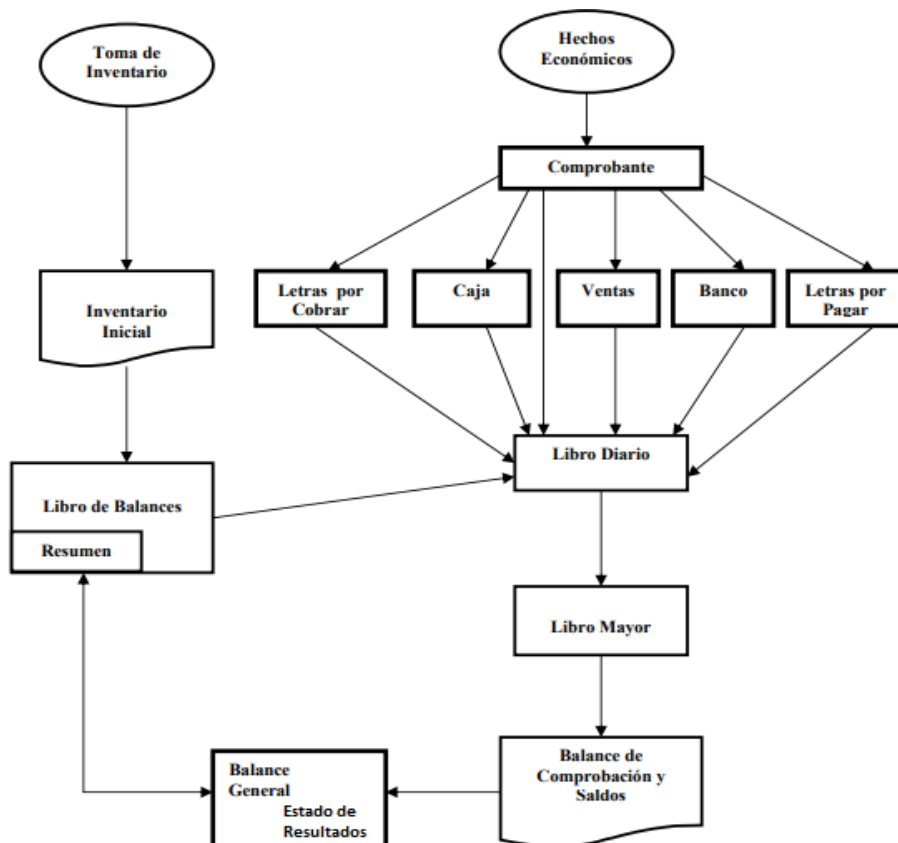 Toma de
Inventario
Hechos
Económicos
Comprobante
Letras por
Cobrar
Caja
Ventas
Banco
Letras por
Pagar
Inventario
Inicial
Libro Diario
Libro de Balances
Resumen
Libro Mayor
Balance de
Comprobación y
Saldos
Balance
General
Estado de
Resultados